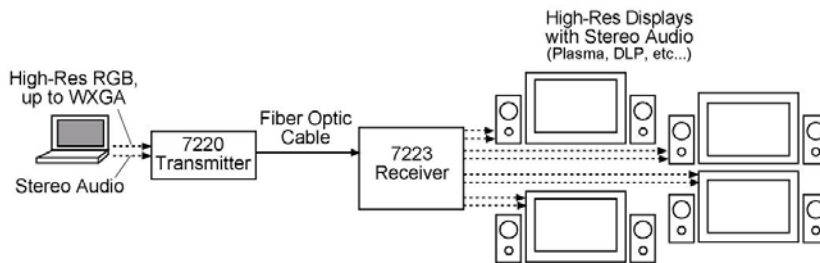 High-Res RGB,
up to WXGA
Stereo Audio
7220
Transmitter
Fiber Optic
Cable
7223
Receiver
High-Res Displays
with Stereo Audio
(Plasma, DLP, etc...)